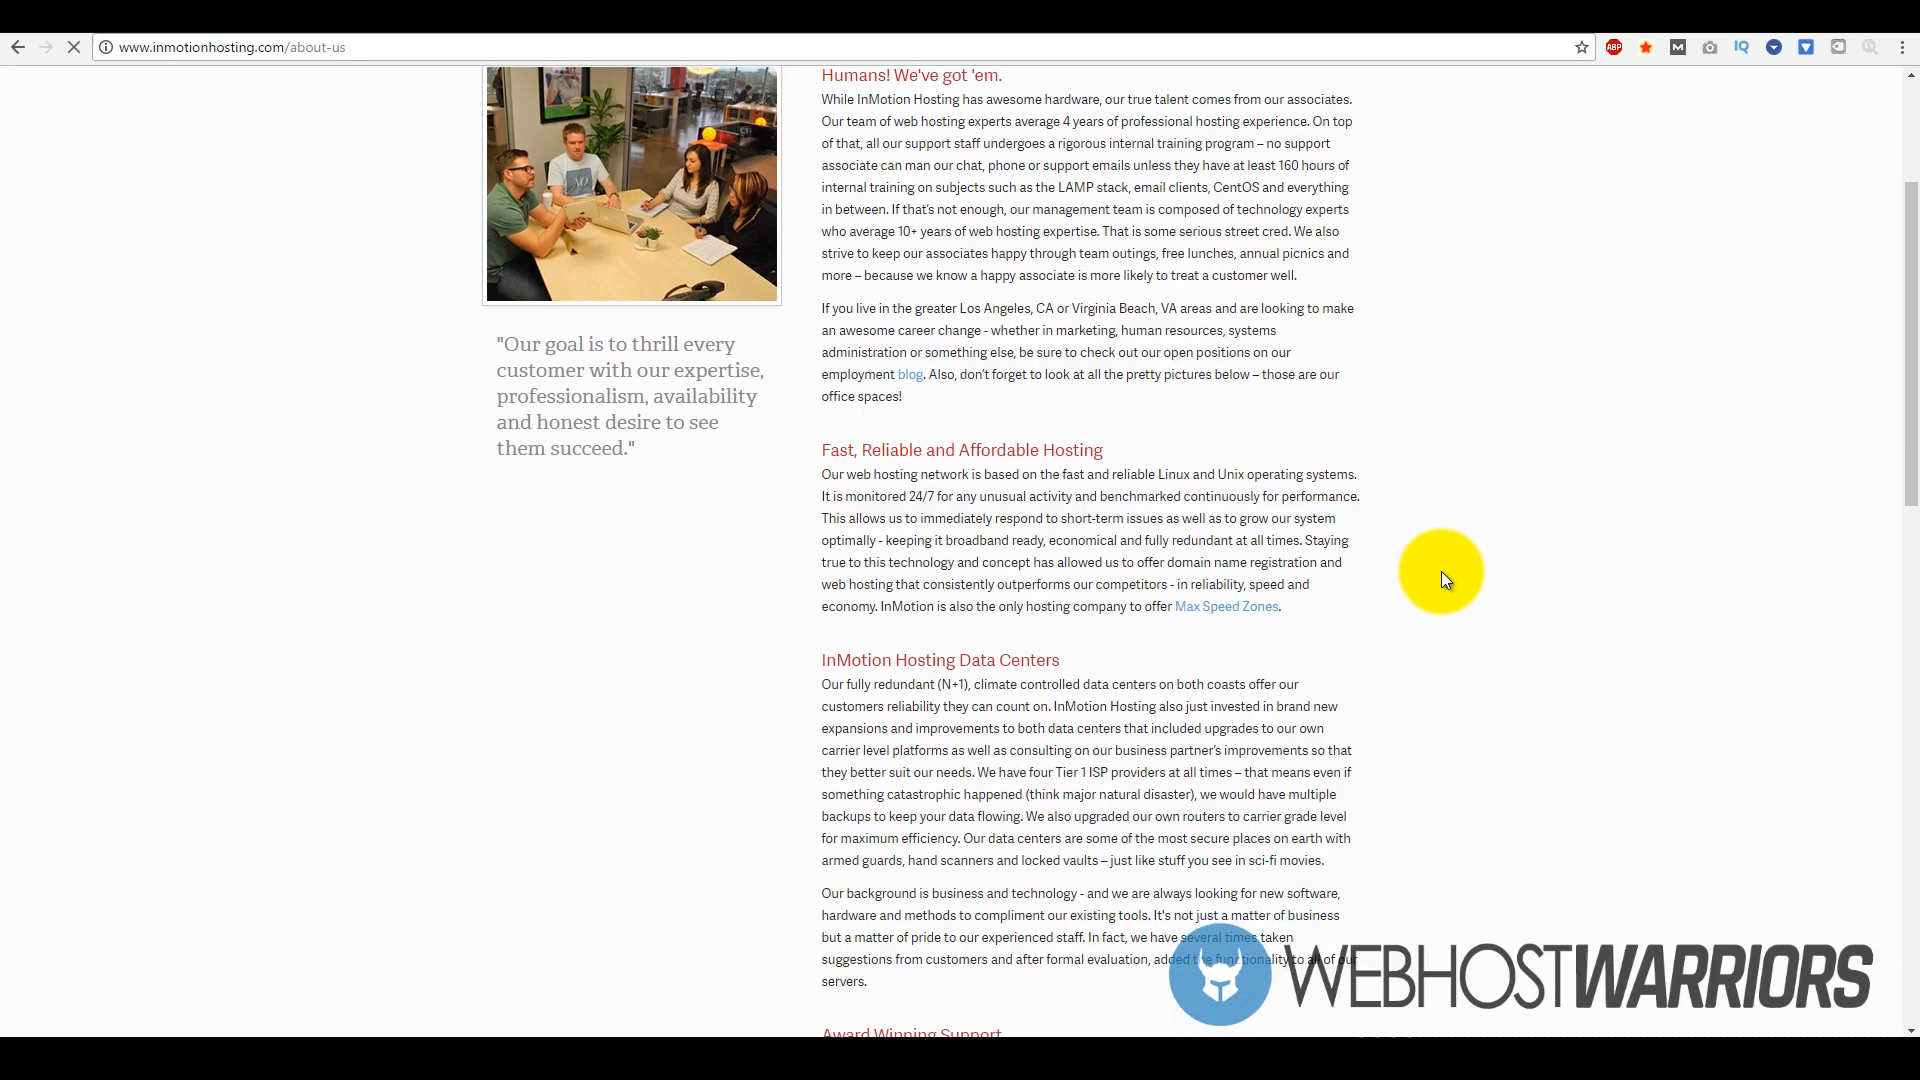 www.inmotionhosting.com/about-us
ABP
M
IQ
Humans! We've got 'em.
While InMotion Hosting has awesome hardware, our true talent comes from our associates.
Our team of web hosting experts average 4 years of professional hosting experience. On top
of that, all our support staff undergoes a rigorous internal training program – no support
associate can man our chat, phone or support emails unless they have at least 160 hours of
internal training on subjects such as the LAMP stack, email clients, CentOS and everything
in between. If that's not enough, our management team is composed of technology experts
who average 10+ years of web hosting expertise. That is some serious street cred. We also
strive to keep our associates happy through team outings, free lunches, annual picnics and
more – because we know a happy associate is more likely to treat a customer well.
If you live in the greater Los Angeles, CA or Virginia Beach, VA areas and are looking to make
an awesome career change - whether in marketing, human resources, systems
administration or something else, be sure to check out our open positions on our
employment blog. Also, don't forget to look at all the pretty pictures below – those are our
office spaces!
"Our goal is to thrill every
customer with our expertise,
professionalism, availability
and honest desire to see
them succeed."
Fast, Reliable and Affordable Hosting
Our web hosting network is based on the fast and reliable Linux and Unix operating systems.
It is monitored 24/7 for any unusual activity and benchmarked continuously for performance.
This allows us to immediately respond to short-term issues as well as to grow our system
optimally - keeping it broadband ready, economical and fully redundant at all times. Staying
true to this technology and concept has allowed us to offer domain name registration and
web hosting that consistently outperforms our competitors - in reliability, speed and
economy. InMotion is also the only hosting company to offer Max Speed Zones.
InMotion Hosting Data Centers
Our fully redundant (N+1), climate controlled data centers on both coasts offer our
customers reliability they can count on. InMotion Hosting also just invested in brand new
expansions and improvements to both data centers that included upgrades to our own
carrier level platforms as well as consulting on our business partner's improvements so that
they better suit our needs. We have four Tier 1 ISP providers at all times – that means even if
something catastrophic happened (think major natural disaster), we would have multiple
backups to keep your data flowing. We also upgraded our own routers to carrier grade level
for maximum efficiency. Our data centers are some of the most secure places on earth with
armed guards, hand scanners and locked vaults – just like stuff you see in sci-fi movies.
Our background is business and technology - and we are always looking for new software,
hardware and methods to compliment our existing tools. It's not just a matter of business
but a matter of pride to our experienced staff. In fact, we have several times taken
suggestions from customers and after formal evaluation, added the functionality to all of our
servers.
WEBHOSTWARRIORS
Award Winning Support